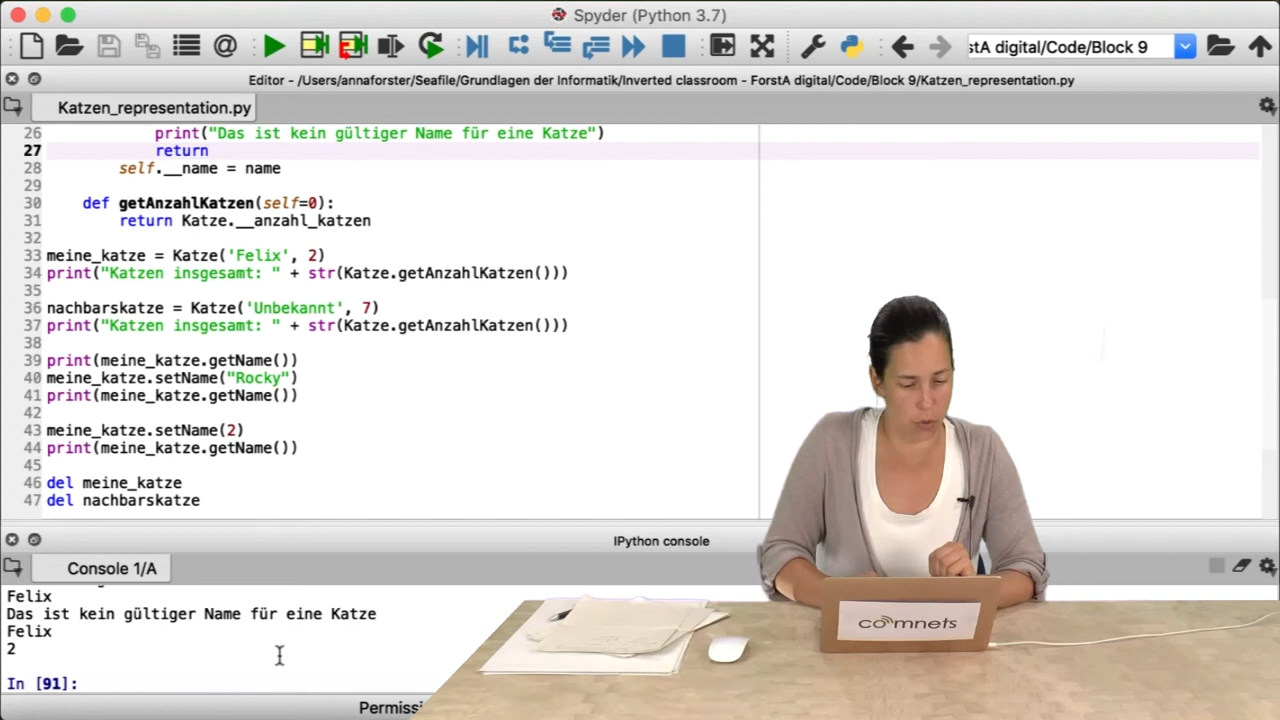 Spyder (Python 3.7)
stA digital/Code/Block 9
Editor - /Users/annaforster/Seafile/Grundlagen der Informatik/Inverted classroom - ForstA digital/Code/Block 9/Katzen_representation.py
Katzen_representation.py
26 print("Das ist kein gültiger Name für eine Katze")
27 return
28 self.__name = name
29
30 def getAnzahlKatzen(self=0):
31 return Katze.__anzahl_katzen
32
33 meine_katze = Katze('Felix', 2)
34 print("Katzen insgesamt: " + str(Katze.getAnzahlKatzen()))
35
36 nachbarskatze = Katze('Unbekannt', 7)
37 print("Katzen insgesamt: " + str(Katze.getAnzahlKatzen()))
38
39 print(meine_katze.getName())
40 meine_katze.setName("Rocky")
41 print(meine_katze.getName())
42
43 meine_katze.setName(2)
44 print(meine_katze.getName())
45
46 del meine_katze
47 del nachbarskatze
IPython console
Console 1/A
Felix
Das ist kein gültiger Name für eine Katze
Felix
2
In [91]:
Permiss
comnets